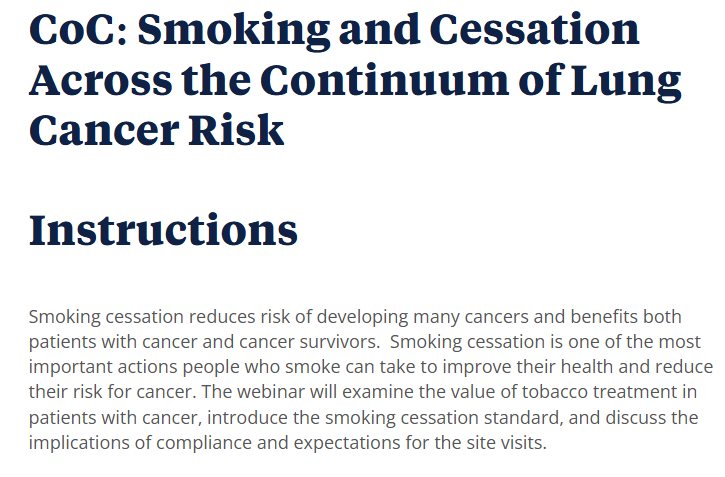 CoC: Smoking and Cessation
Across the Continuum of Lung
Cancer Risk
Instructions
Smoking cessation reduces risk of developing many cancers and benefits both
patients with cancer and cancer survivors.  Smoking cessation is one of the most
important actions people who smoke can take to improve their health and reduce
their risk for cancer. The webinar will examine the value of tobacco treatment in
patients with cancer, introduce the smoking cessation standard, and discuss the
implications of compliance and expectations for the site visits.